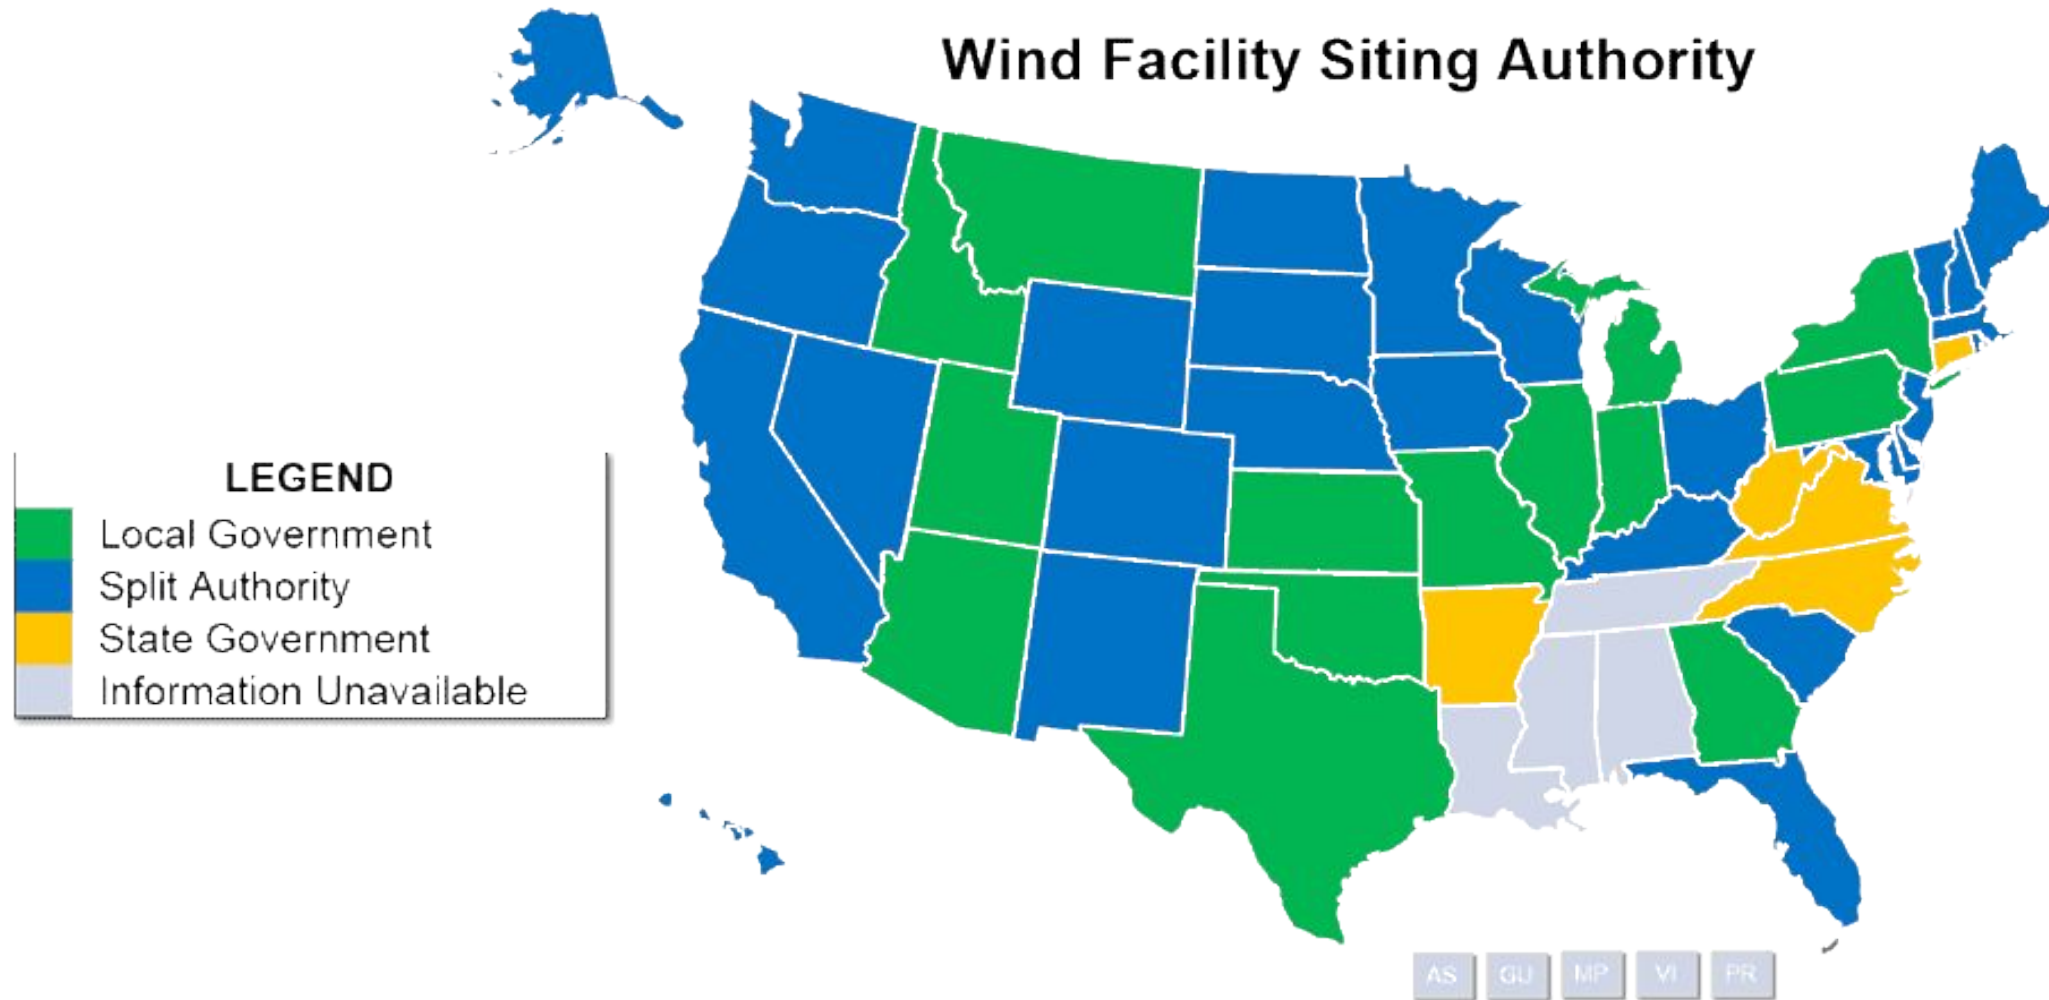 Wind Facility Siting Authority
LEGEND
Local Government
Split Authority
State Government
Information Unavailable
AS GU MP VI PR